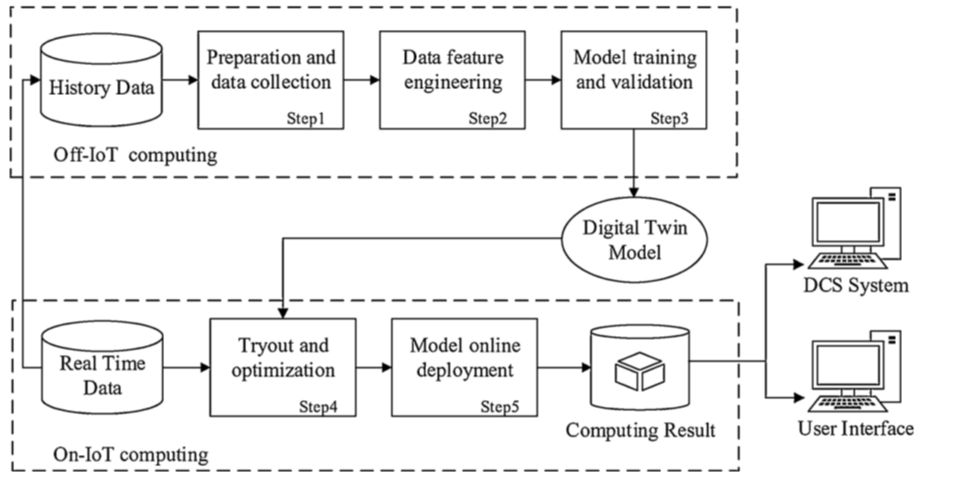 History Data
Preparation and
data collection
Step1
Data feature
engineering
Step2
Model training
and validation
Step3
Off-IoT computing
Digital Twin
Model
DCS System
Real Time
Data
Tryout and
optimization
Step4
Model online
deployment
Step5
Computing Result
User Interface
On-IoT computing